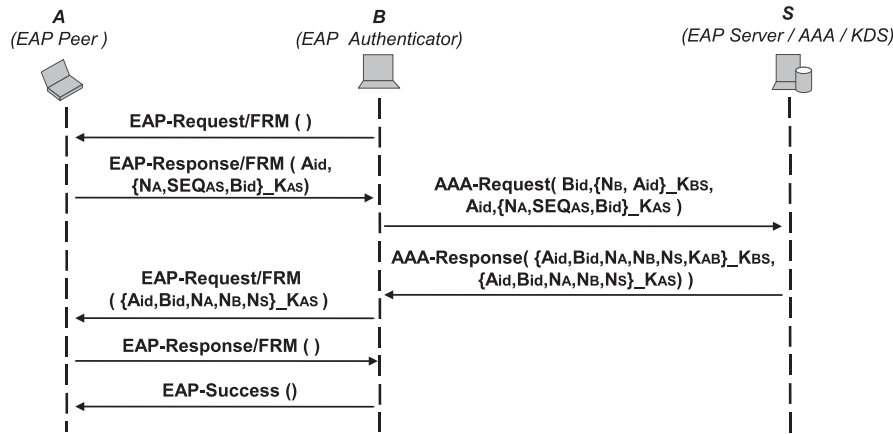 A
(EAP Peer )
B
(EAP Authenticator)
S
(EAP Server / AAA / KDS)
EAP-Request/FRM ( )
EAP-Response/FRM ( Aid,
{NA,SEQAS,Bid}_KAS)
AAA-Request( Bid,{NB, Aid}_KBS,
Aid,{NA,SEQAS,Bid}_KAS )
AAA-Response( {Aid,Bid,NA,NB,NS,KAB}_KBS,
{Aid,Bid,NA,NB,NS}_KAS) )
EAP-Request/FRM
( {Aid,Bid,NA,NB,NS}_KAS )
EAP-Response/FRM ( )
EAP-Success ()